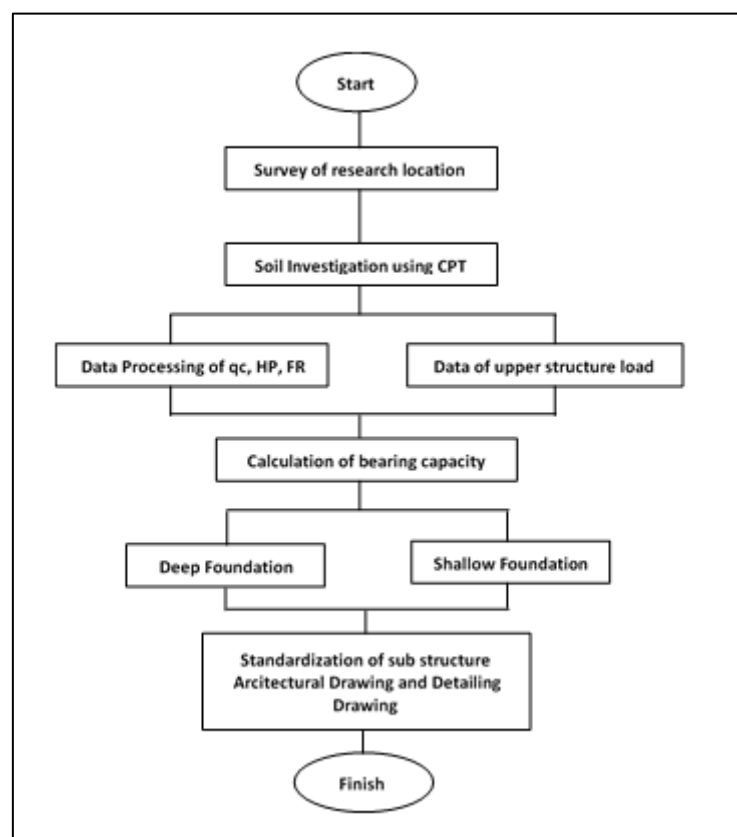 Start
Survey of research location
Soil Investigation using CPT
Data Processing of qc, HP, FR
Data of upper structure load
Calculation of bearing capacity
Deep Foundation
Shallow Foundation
Standardization of sub structure
Arcitectural Drawing and Detailing
Drawing
Finish